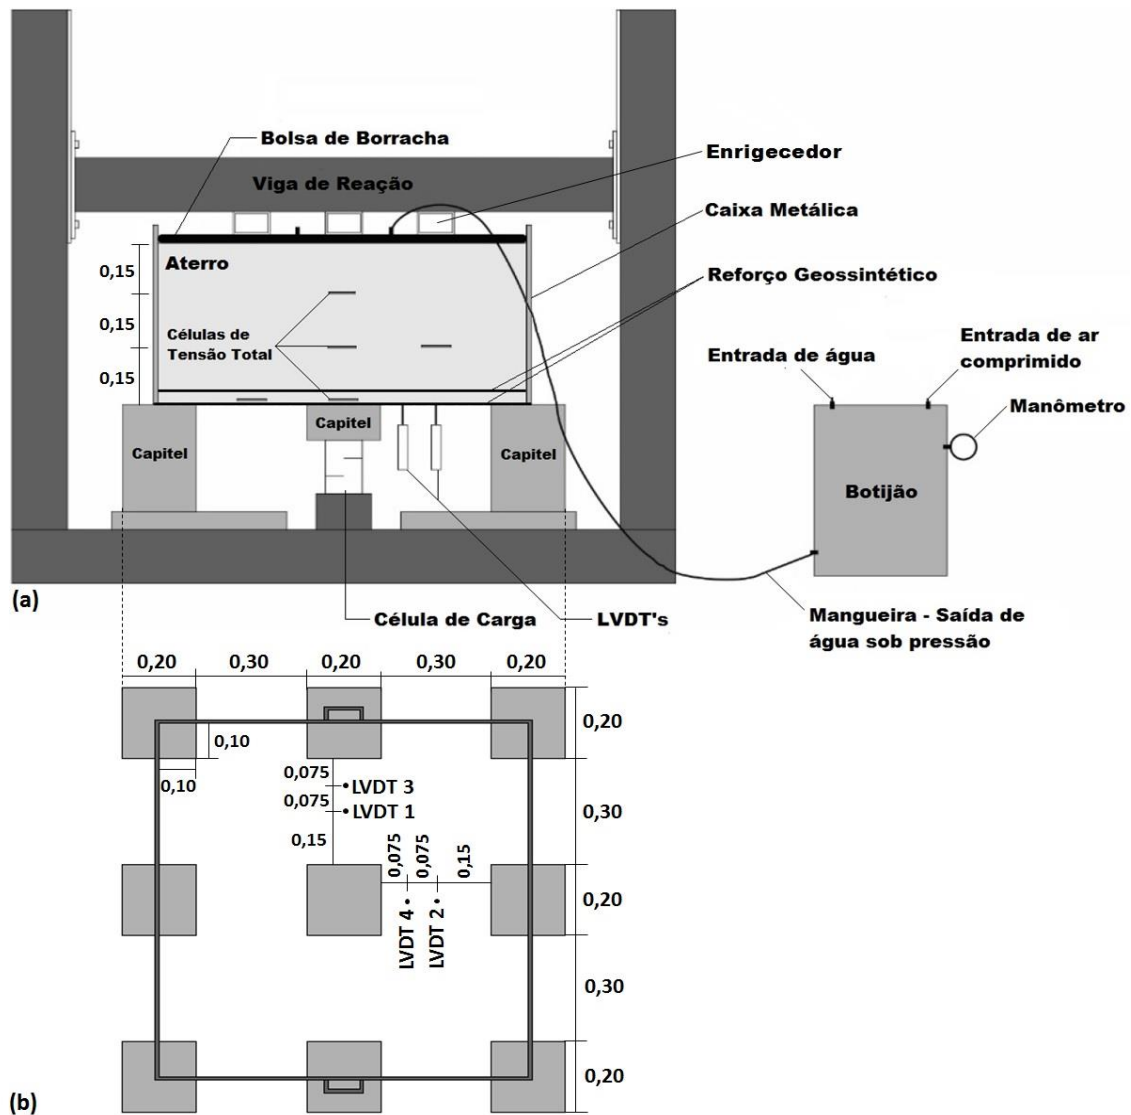 Bolsa de Borracha
Enrigecedor
Viga de Reação
Caixa Metálica
Aterro
0,15
Reforço Geossintético
0,15
Células de
Tensão Total
0,15
Entrada de água
Entrada de ar
comprimido
Manômetro
Capitel
Capitel
Capitel
Botijão
(a)
Célula de Carga
LVDT's
Mangueira - Saída de
água sob pressão
0,20
0,30
0,20
0,30
0,20
0,20
0,10
0,10
0,075
LVDT 3
0,075
LVDT 1
0,15
0,30
0,075
0,075
0,15
LVDT 4
LVDT 2
0,20
0,30
0,20
(b)